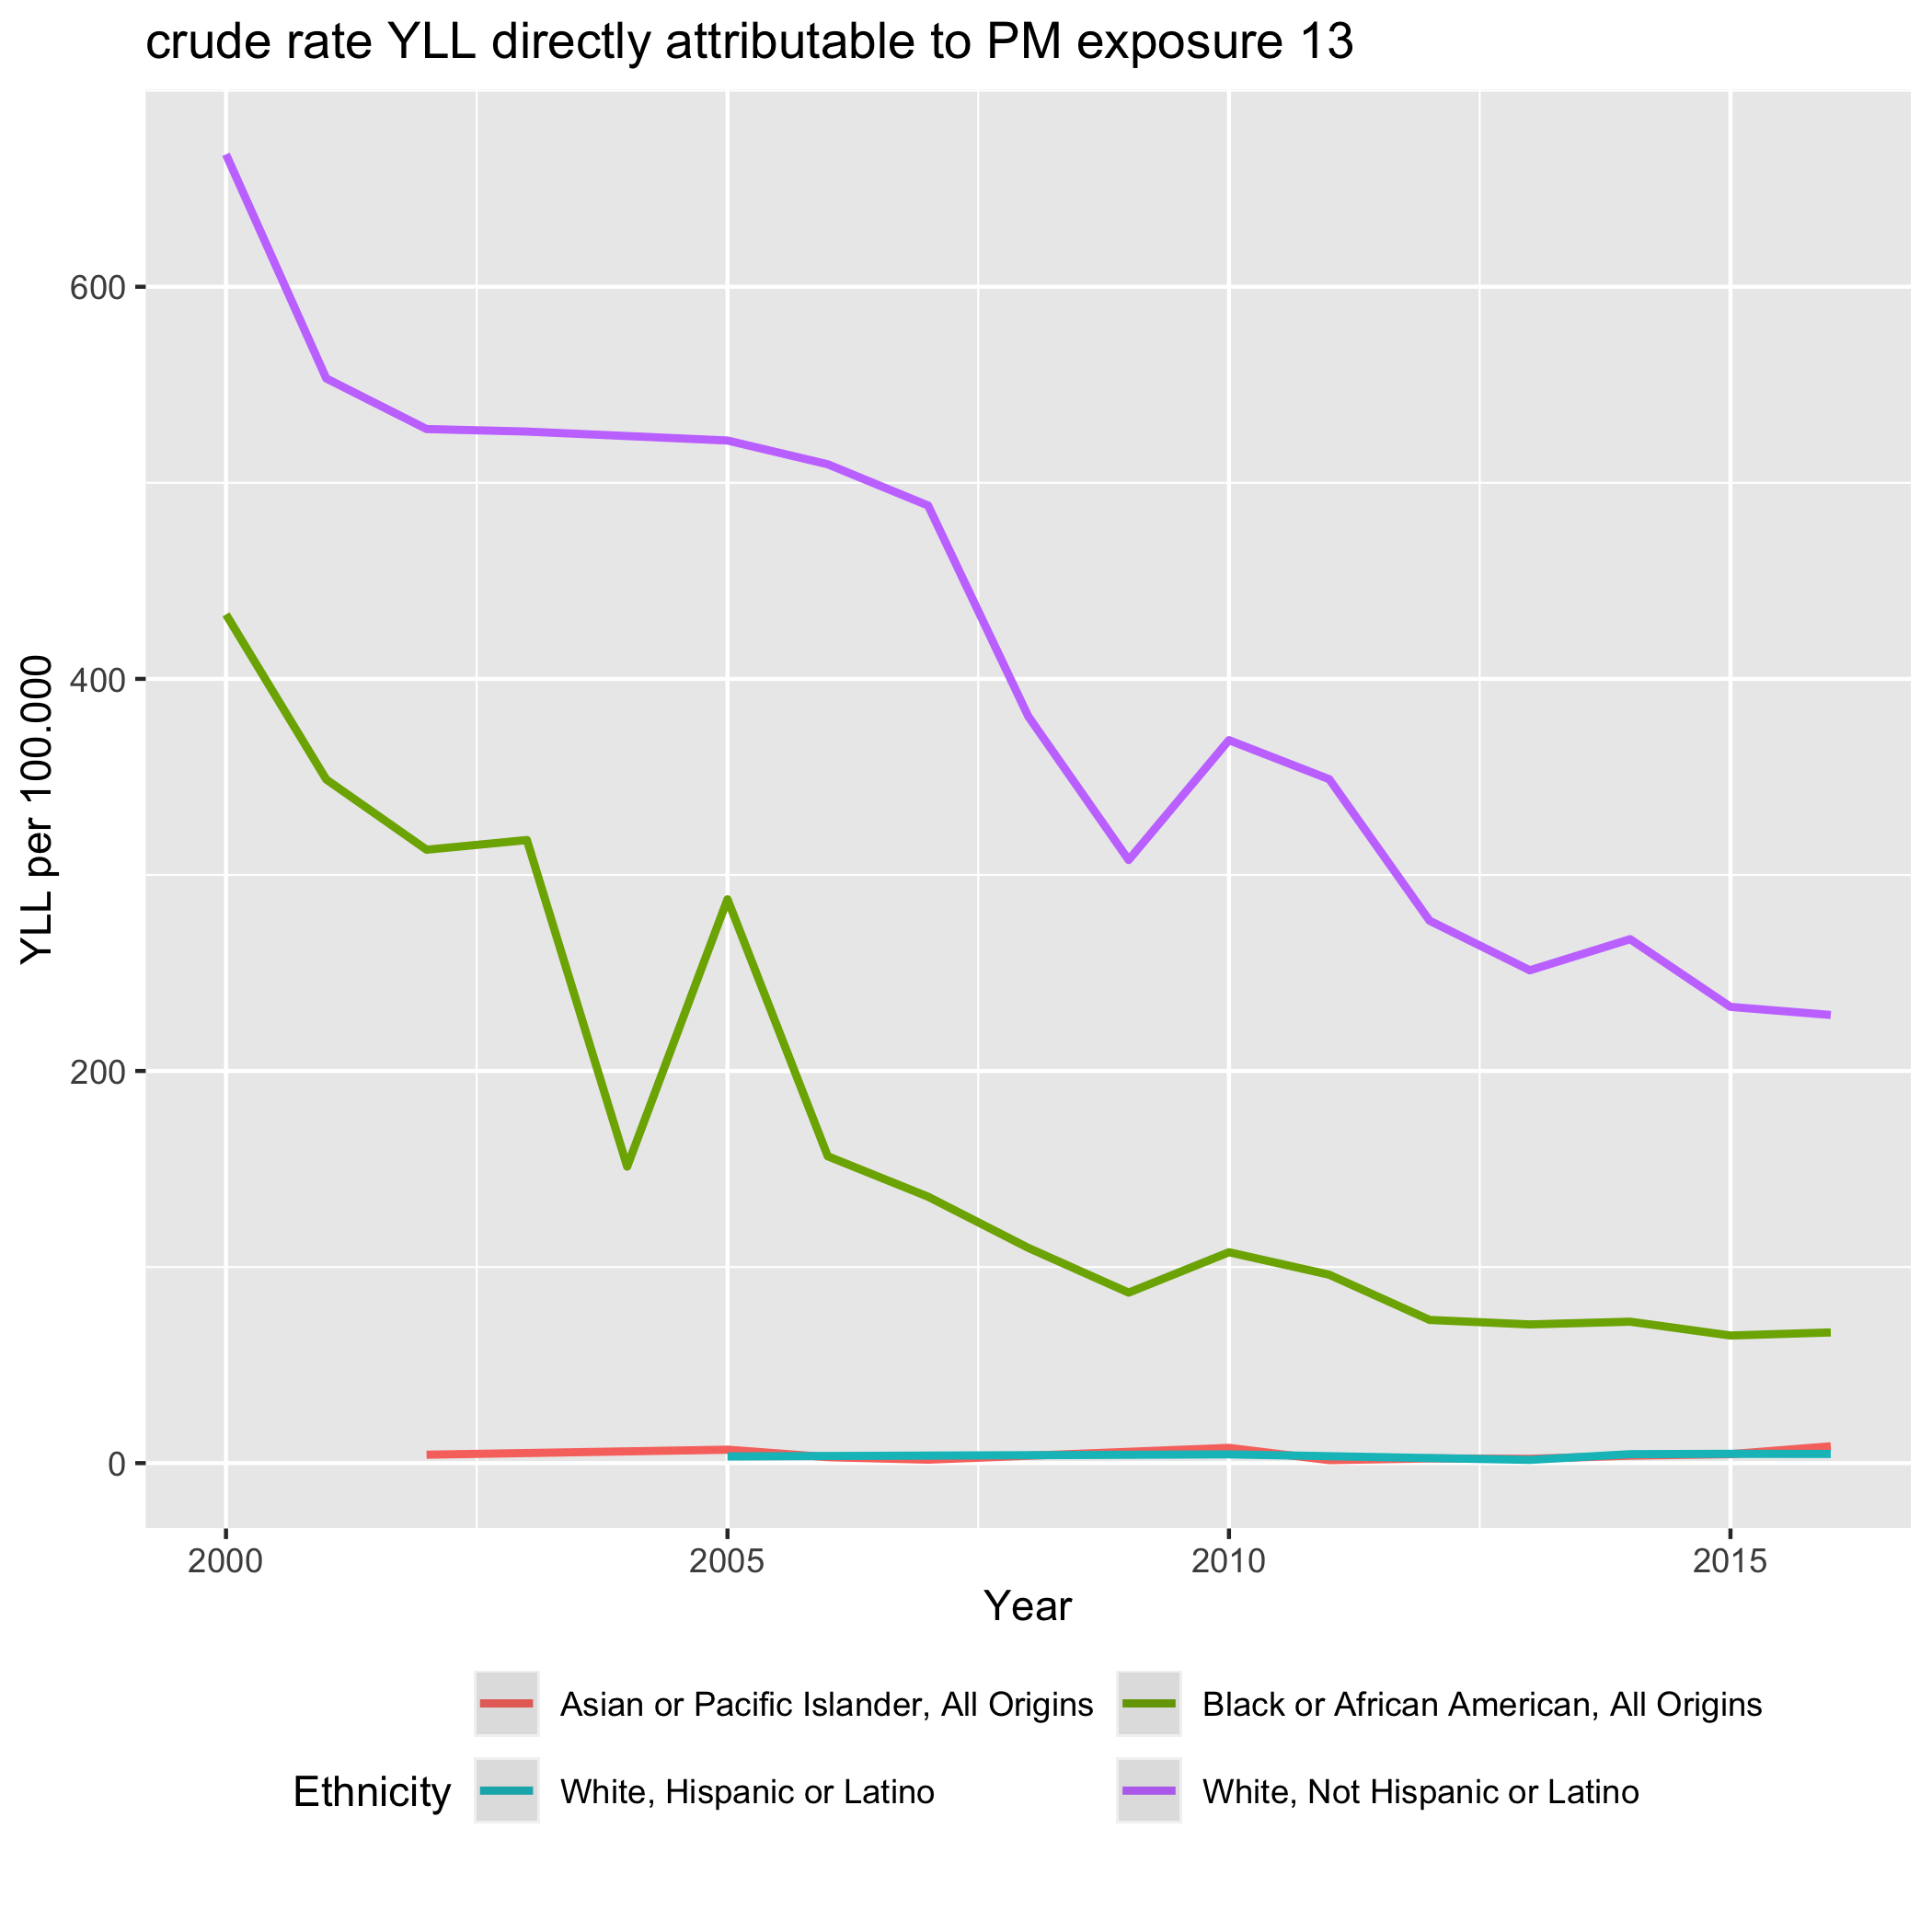 crude rate YLL directly attributable to PM exposure 13
YLL per 100.000
600
400
200
0
2000 2005 2010 2015
Year
Ethnicity
Asian or Pacific Islander, All Origins
Black or African American, All Origins
White, Hispanic or Latino
White, Not Hispanic or Latino